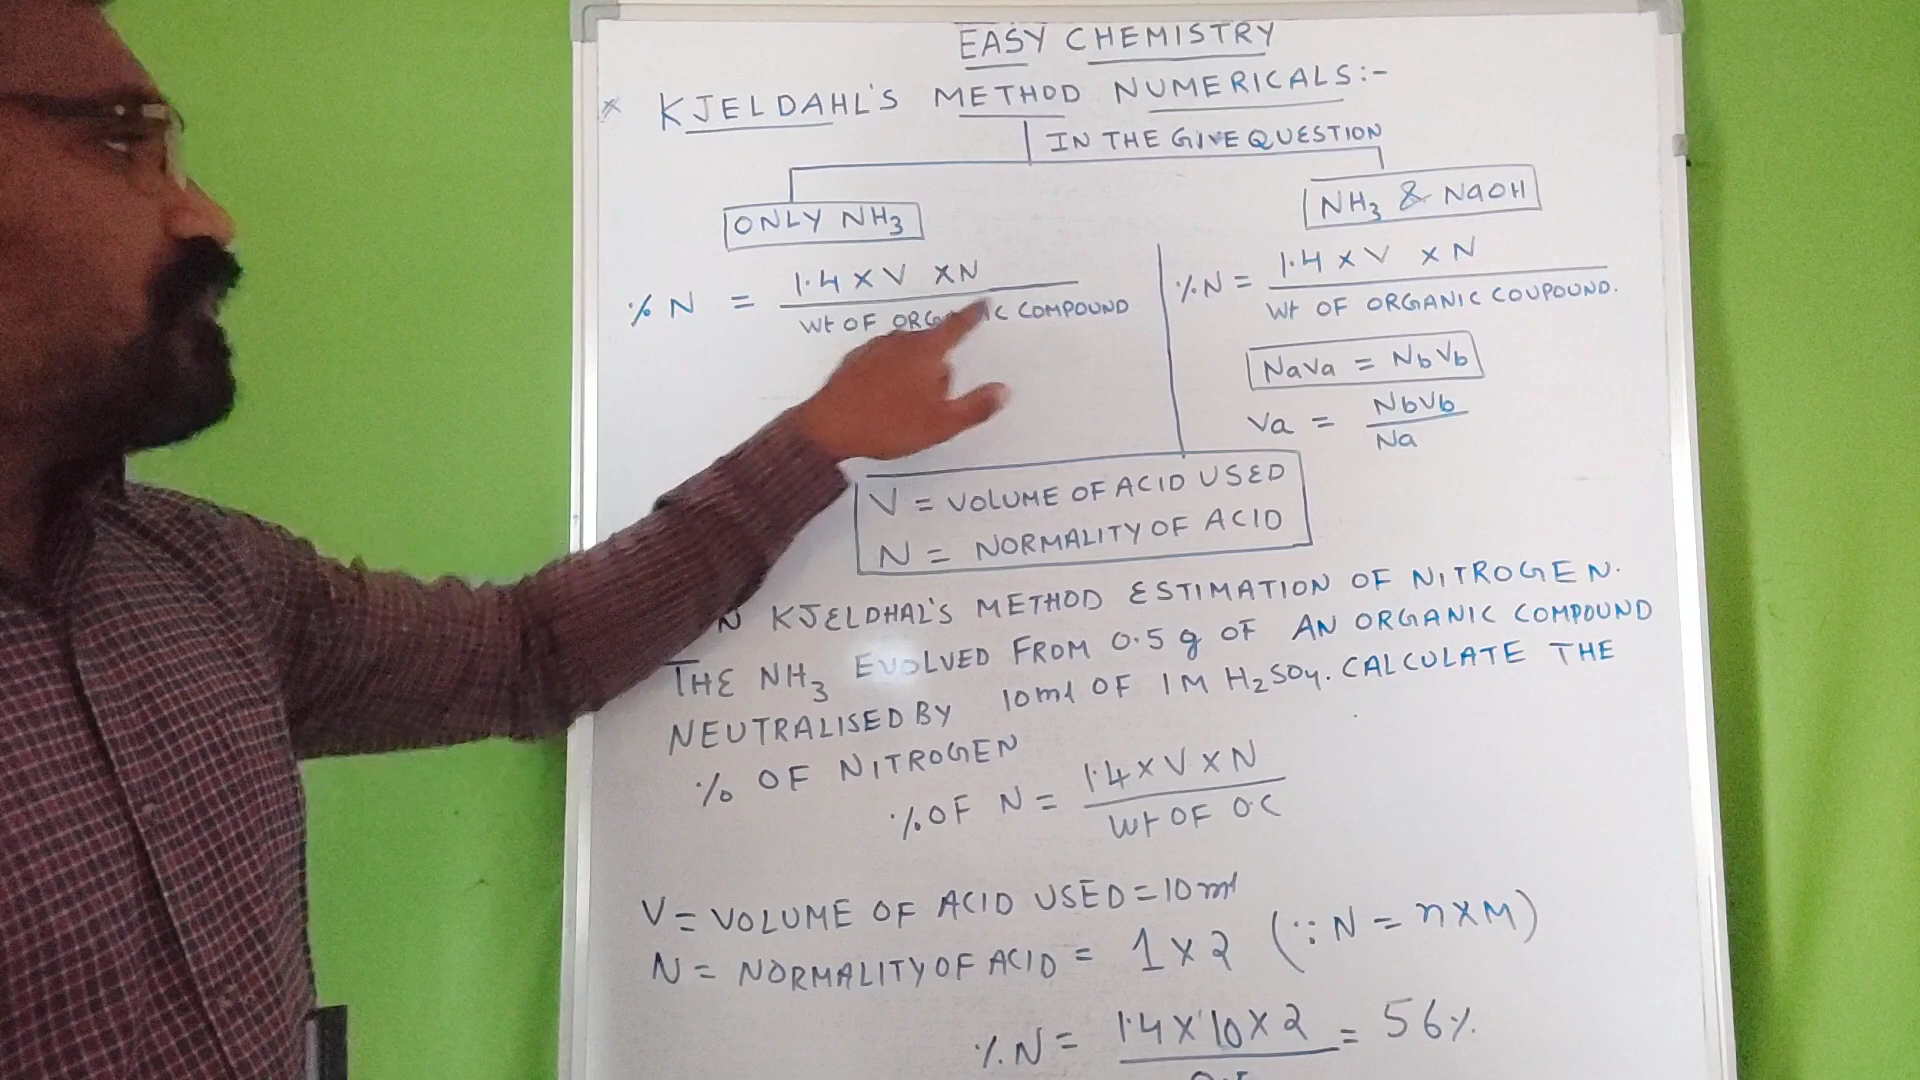 EASY CHEMISTRY
* KJELDAHL'S METHOD NUMERICALS:-
IN THE GIVE QUESTION
ONLY NH3
% N = 1.4 x V x N
Wt OF COMPOUND
NH3 & NaOH
% N = 1.4 x V x N
Wt OF ORGANIC COUPOUND.
NaVa = NbVb
Va = NbVb
Na
V = VOLUME OF ACID USED
N = NORMALITY OF ACID
KJELDHAL'S METHOD ESTIMATION OF NITROGEN.
THE NH3 EVOLVED FROM 0.5 g OF AN ORGANIC COMPOUND
NEUTRALISED BY 10ml OF 1M H2SO4. CALCULATE THE
% OF NITROGEN
% OF N = 1.4 x V x N
Wt OF O.C
V = VOLUME OF ACID USED = 10 ml
N = NORMALITY OF ACID = 1 x 2 (∵ N = n x M)
% N = 1.4 x 10 x 2 = 56%